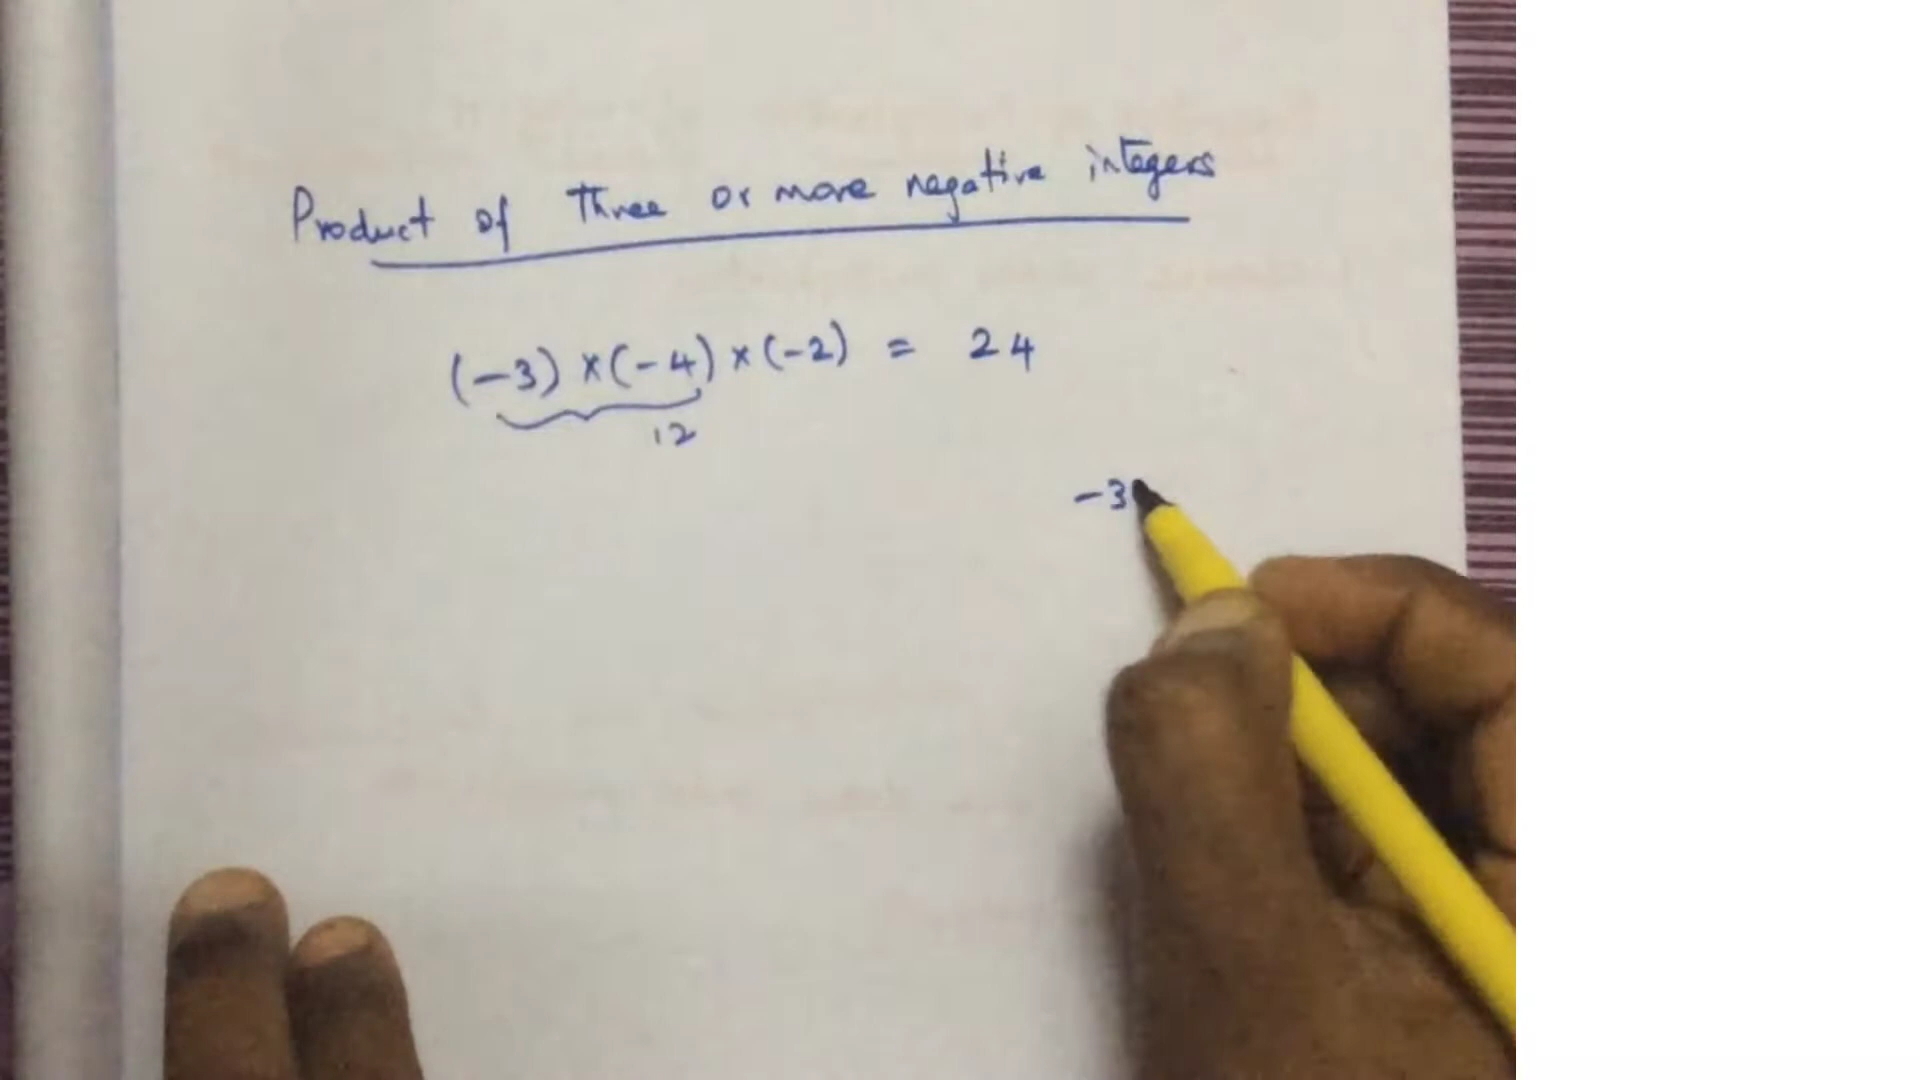 Product of Three or more negative integers
(-3) × (-4) × (-2) = 24
12
-3